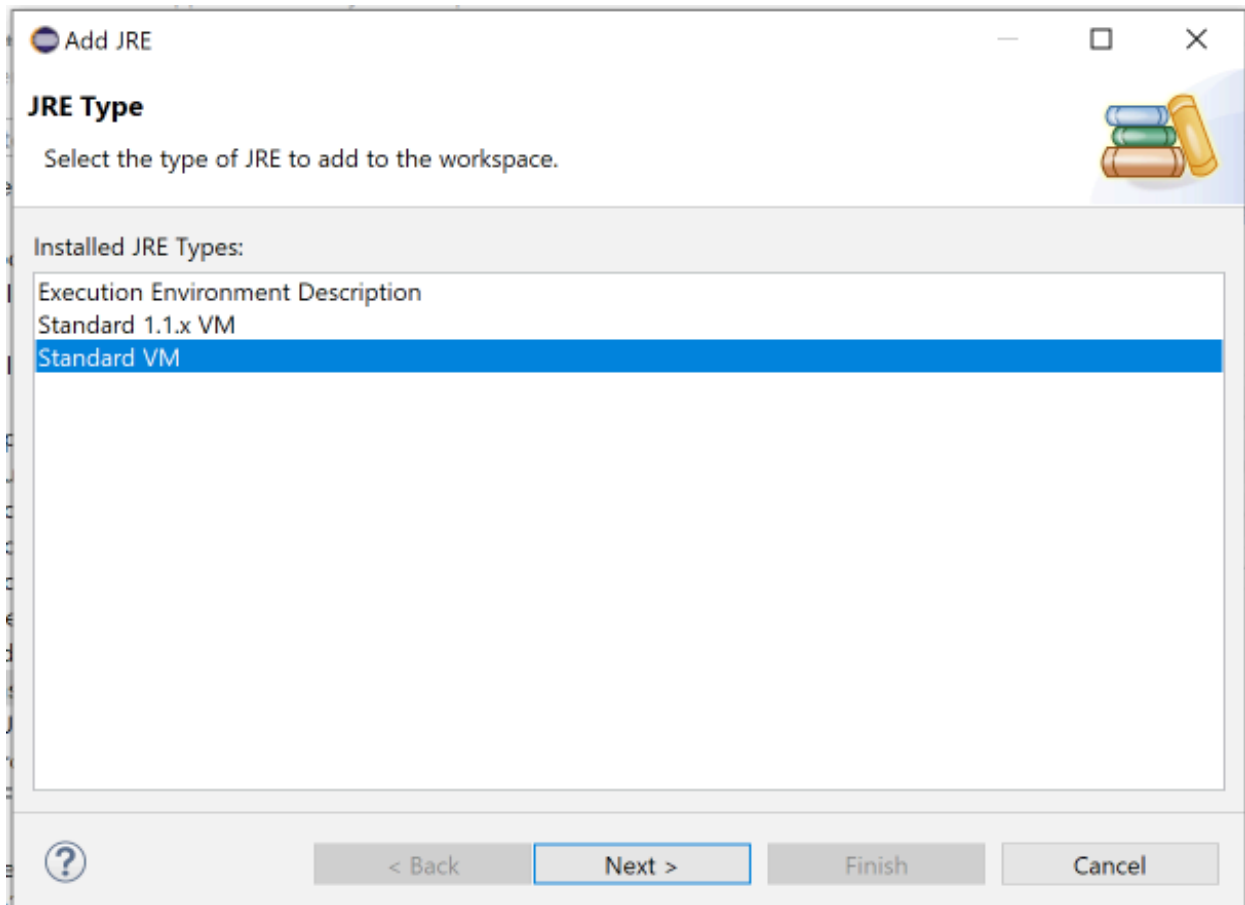 Add JRE
JRE Type
Select the type of JRE to add to the workspace.
Installed JRE Types:
Execution Environment Description
Standard 1.1.x VM
Standard VM
?
< Back Next > Finish Cancel